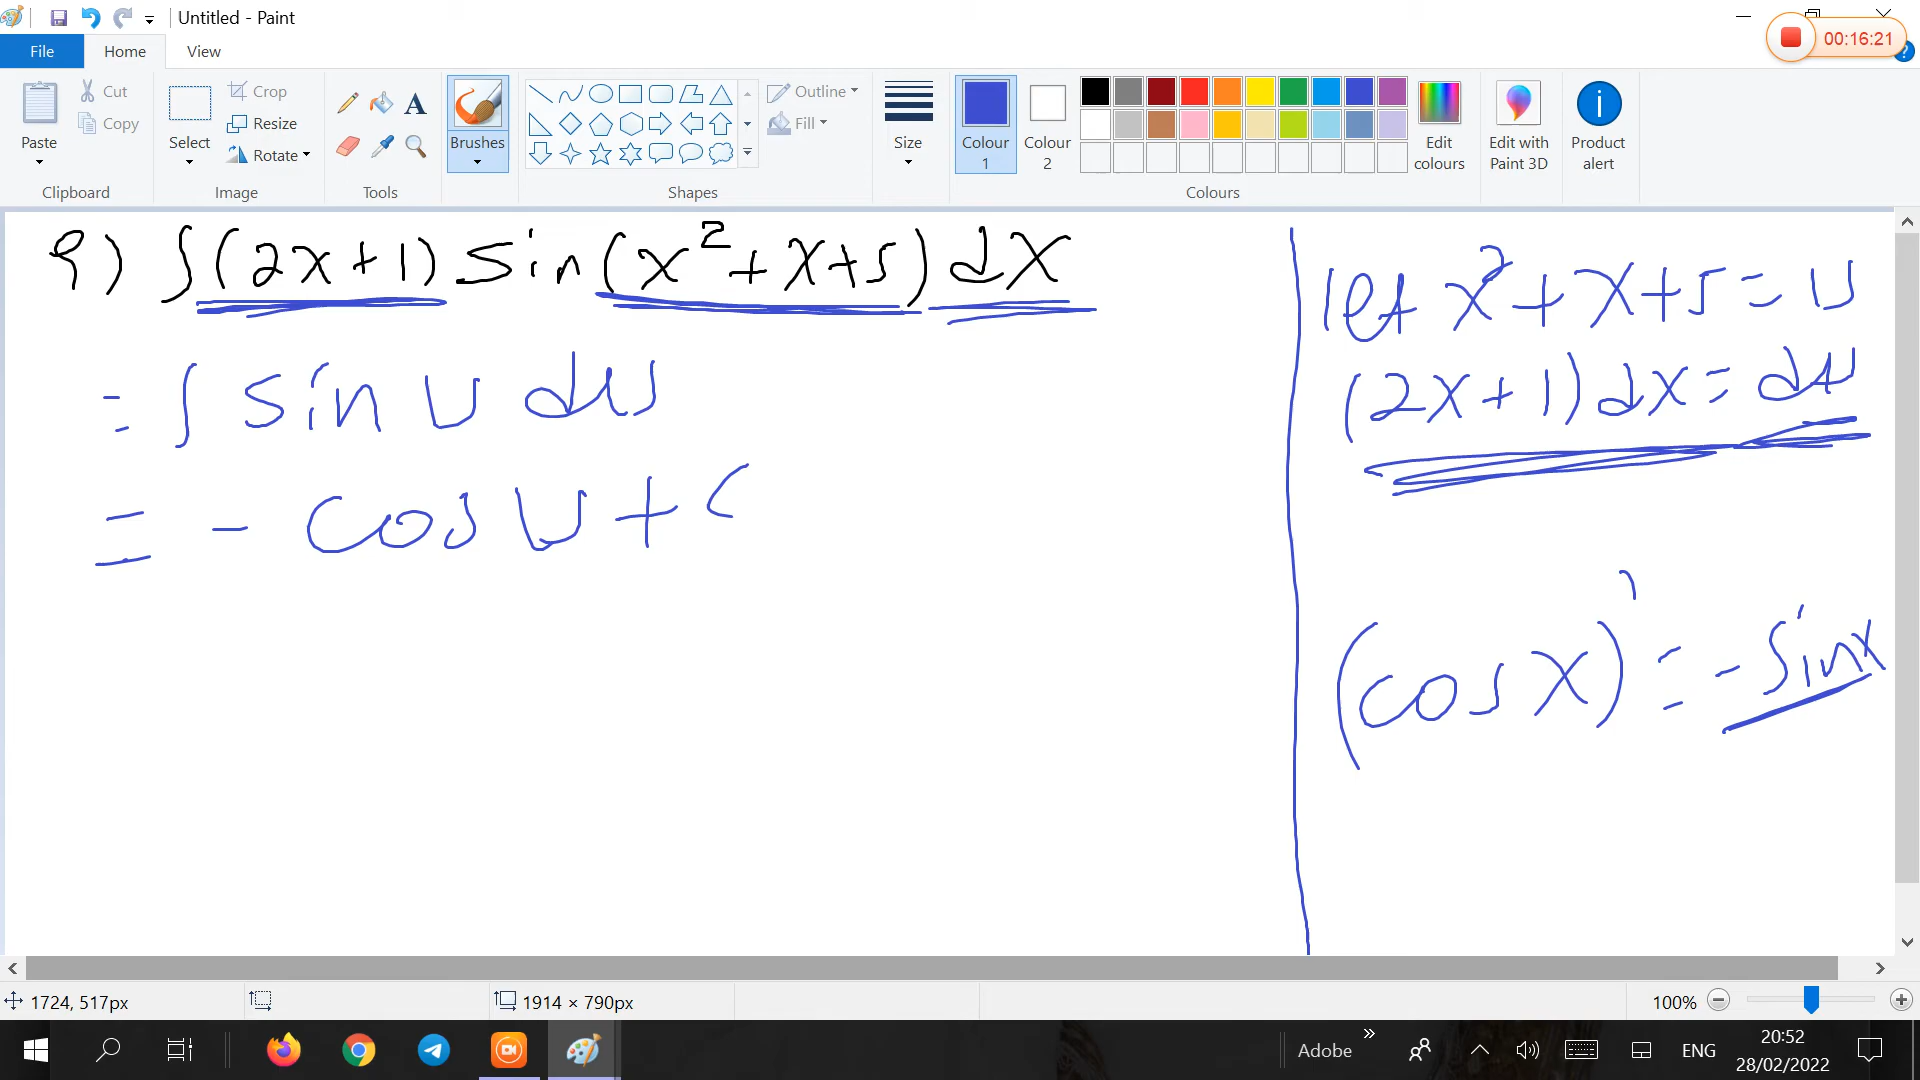 Untitled - Paint
00:16:21
File Home View
Paste
Cut
Copy
Clipboard
Select
Crop
Resize
Rotate
Image
Tools
Brushes
Shapes
Outline
Fill
Size
Colour 1
Colour 2
Colours
Edit colours
Edit with Paint 3D
Product alert
9) ∫(2x+1) sin(x²+x+5) dx
= ∫ sin u du
= - cos u + c
let x²+x+5=u
(2x+1)dx=du
(cos x)' = -sinx
1724, 517px
1914 × 790px
100%
Adobe
ENG
20:52
28/02/2022